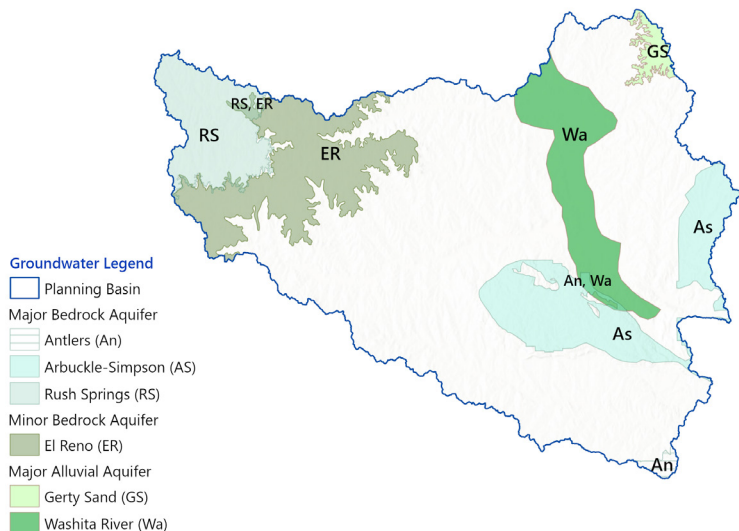 GS
RS, ER
RS
ER
Wa
As
An, Wa
As
An
Groundwater Legend
Planning Basin
Major Bedrock Aquifer
Antlers (An)
Arbuckle-Simpson (AS)
Rush Springs (RS)
Minor Bedrock Aquifer
El Reno (ER)
Major Alluvial Aquifer
Gerty Sand (GS)
Washita River (Wa)